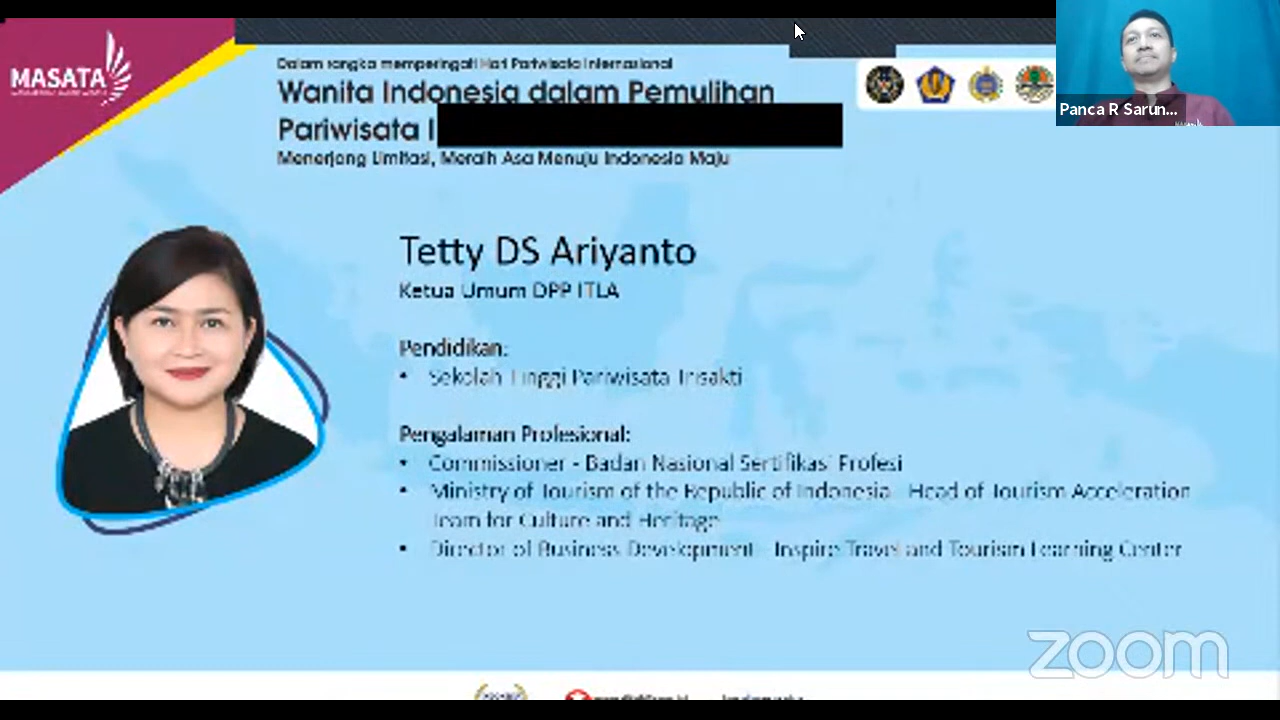 MASATA
Dalam rangka memperingati Hari Pariwisata Internasional
Wanita Indonesia dalam Pemulihan
Pariwisata I
Menerjang Limitasi, Meraih Asa Menuju Indonesia Maju
Panca R Sarun...
Tetty DS Ariyanto
Ketua Umum DPP ITLA
Pendidikan:
• Sekolah Tinggi Pariwisata Trisakti
Pengalaman Profesional:
• Commissioner - Badan Nasional Sertifikasi Profesi
• Ministry of Tourism of the Republic of Indonesia - Head of Tourism Acceleration
Team for Culture and Heritage
• Director of Business Development - Inspire Travel and Tourism Learning Center
zoom